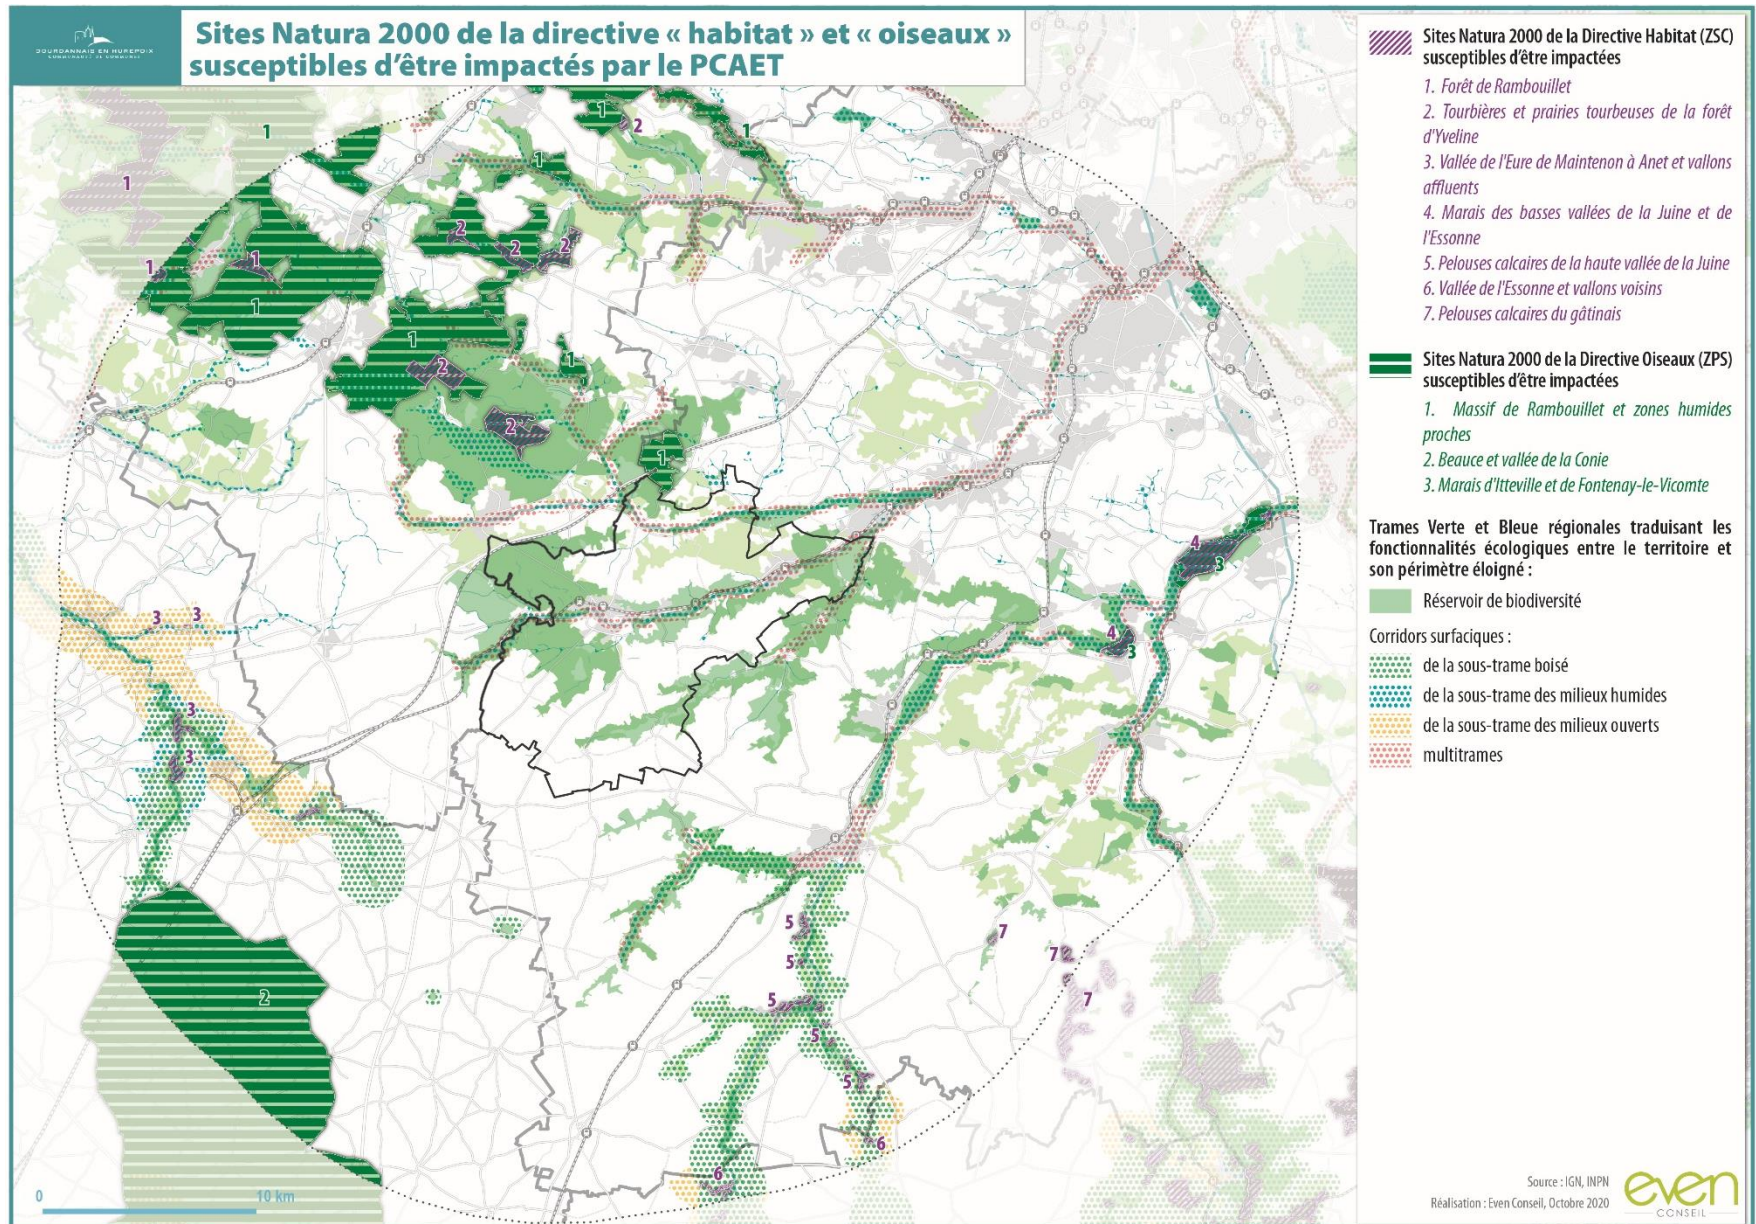 DOURDANNAIS EN HUREPOIX
COMMUNAUTÉ DE COMMUNES
Sites Natura 2000 de la directive « habitat » et « oiseaux »
susceptibles d'être impactés par le PCAET
Sites Natura 2000 de la Directive Habitat (ZSC)
susceptibles d'être impactées
1. Forêt de Rambouillet
2. Tourbières et prairies tourbeuses de la forêt
d'Yveline
3. Vallée de l'Eure de Maintenon à Anet et vallons
affluents
4. Marais des basses vallées de la Juine et de
l'Essonne
5. Pelouses calcaires de la haute vallée de la Juine
6. Vallée de l'Essonne et vallons voisins
7. Pelouses calcaires du gâtinais
Sites Natura 2000 de la Directive Oiseaux (ZPS)
susceptibles d'être impactées
1. Massif de Rambouillet et zones humides
proches
2. Beauce et vallée de la Conie
3. Marais d'Itteville et de Fontenay-le-Vicomte
Trames Verte et Bleue régionales traduisant les
fonctionnalités écologiques entre le territoire et
son périmètre éloigné :
Réservoir de biodiversité
Corridors surfaciques :
de la sous-trame boisé
de la sous-trame des milieux humides
de la sous-trame des milieux ouverts
multitrames
1
1
2
1
1
1
1
2
2
2
1
1
1
1
2
1
2
1
4
3
4
3
3
3
3
3
2
5
5
5
5
5
6
6
7
7
7
0
10 km
Source : IGN, INPN
Réalisation : Even Conseil, Octobre 2020
even
CONSEIL